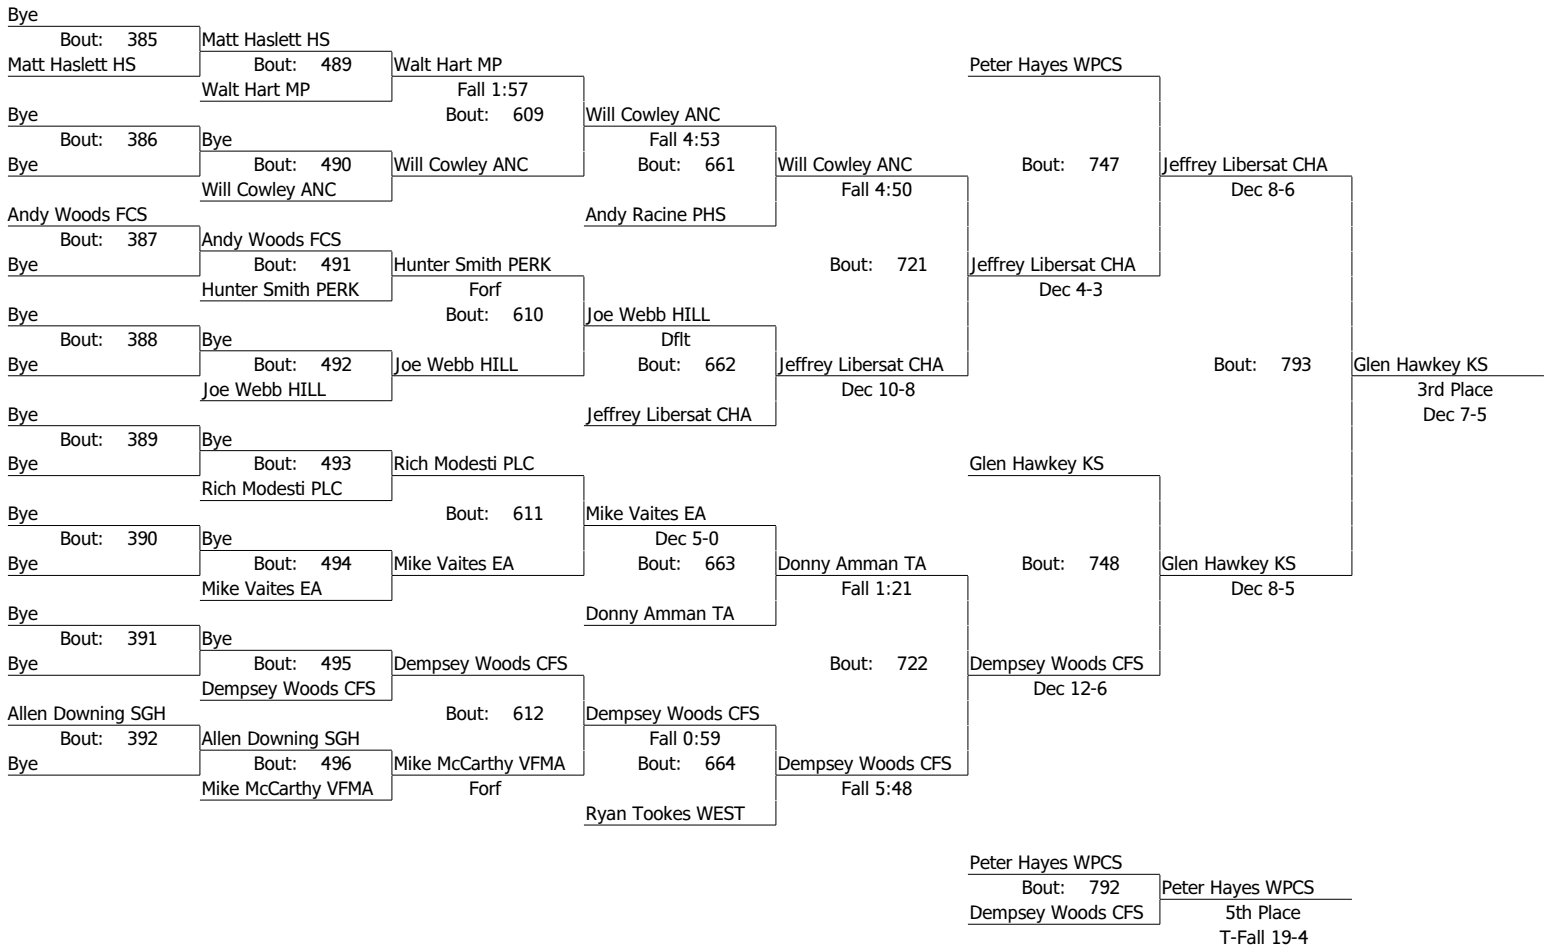 Bye
Bout: 385 Matt Haslett HS
Matt Haslett HS Bout: 489 Walt Hart MP Peter Hayes WPCS
Walt Hart MP Fall 1:57
Bye Bout: 609 Will Cowley ANC
Bout: 386 Bye Fall 4:53
Bye Bout: 490 Will Cowley ANC Bout: 661 Will Cowley ANC Bout: 747 Jeffrey Libersat CHA
Will Cowley ANC Fall 4:50 Dec 8-6
Andy Woods FCS Andy Racine PHS
Bout: 387 Andy Woods FCS
Bye Bout: 491 Hunter Smith PERK Bout: 721 Jeffrey Libersat CHA
Hunter Smith PERK Forf Dec 4-3
Bye Bout: 610 Joe Webb HILL
Bout: 388 Bye Dflt
Bye Bout: 492 Joe Webb HILL Bout: 662 Jeffrey Libersat CHA Bout: 793 Glen Hawkey KS
Joe Webb HILL Dec 10-8 3rd Place
Bye Jeffrey Libersat CHA Dec 7-5
Bout: 389 Bye
Bye Bout: 493 Rich Modesti PLC Glen Hawkey KS
Rich Modesti PLC
Bye Bout: 611 Mike Vaites EA
Bout: 390 Bye Dec 5-0
Bye Bout: 494 Mike Vaites EA Bout: 663 Donny Amman TA Bout: 748 Glen Hawkey KS
Mike Vaites EA Fall 1:21 Dec 8-5
Bye Donny Amman TA
Bout: 391 Bye
Bye Bout: 495 Dempsey Woods CFS Bout: 722 Dempsey Woods CFS
Dempsey Woods CFS Dec 12-6
Allen Downing SGH Bout: 612 Dempsey Woods CFS
Bout: 392 Allen Downing SGH Fall 0:59
Bye Bout: 496 Mike McCarthy VFMA Bout: 664 Dempsey Woods CFS
Mike McCarthy VFMA Forf Fall 5:48
Ryan Tookes WEST
Peter Hayes WPCS
Bout: 792 Peter Hayes WPCS
Dempsey Woods CFS 5th Place
T-Fall 19-4